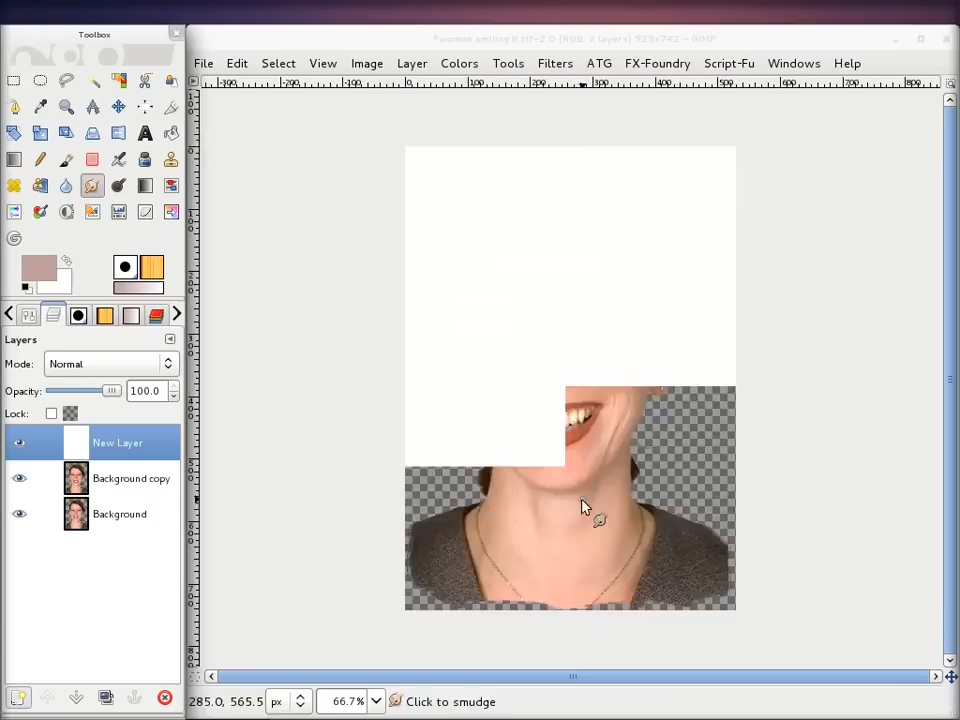 Toolbox
*woman smiling 6.tif-2.0 (RGB, 2 layers) 529x742 – GIMP
File Edit Select View Image Layer Colors Tools Filters ATG FX-Foundry Script-Fu Windows Help
Layers
Mode: Normal
Opacity: 100.0
Lock:
New Layer
Background copy
Background
285.0, 565.5 px 66.7% Click to smudge